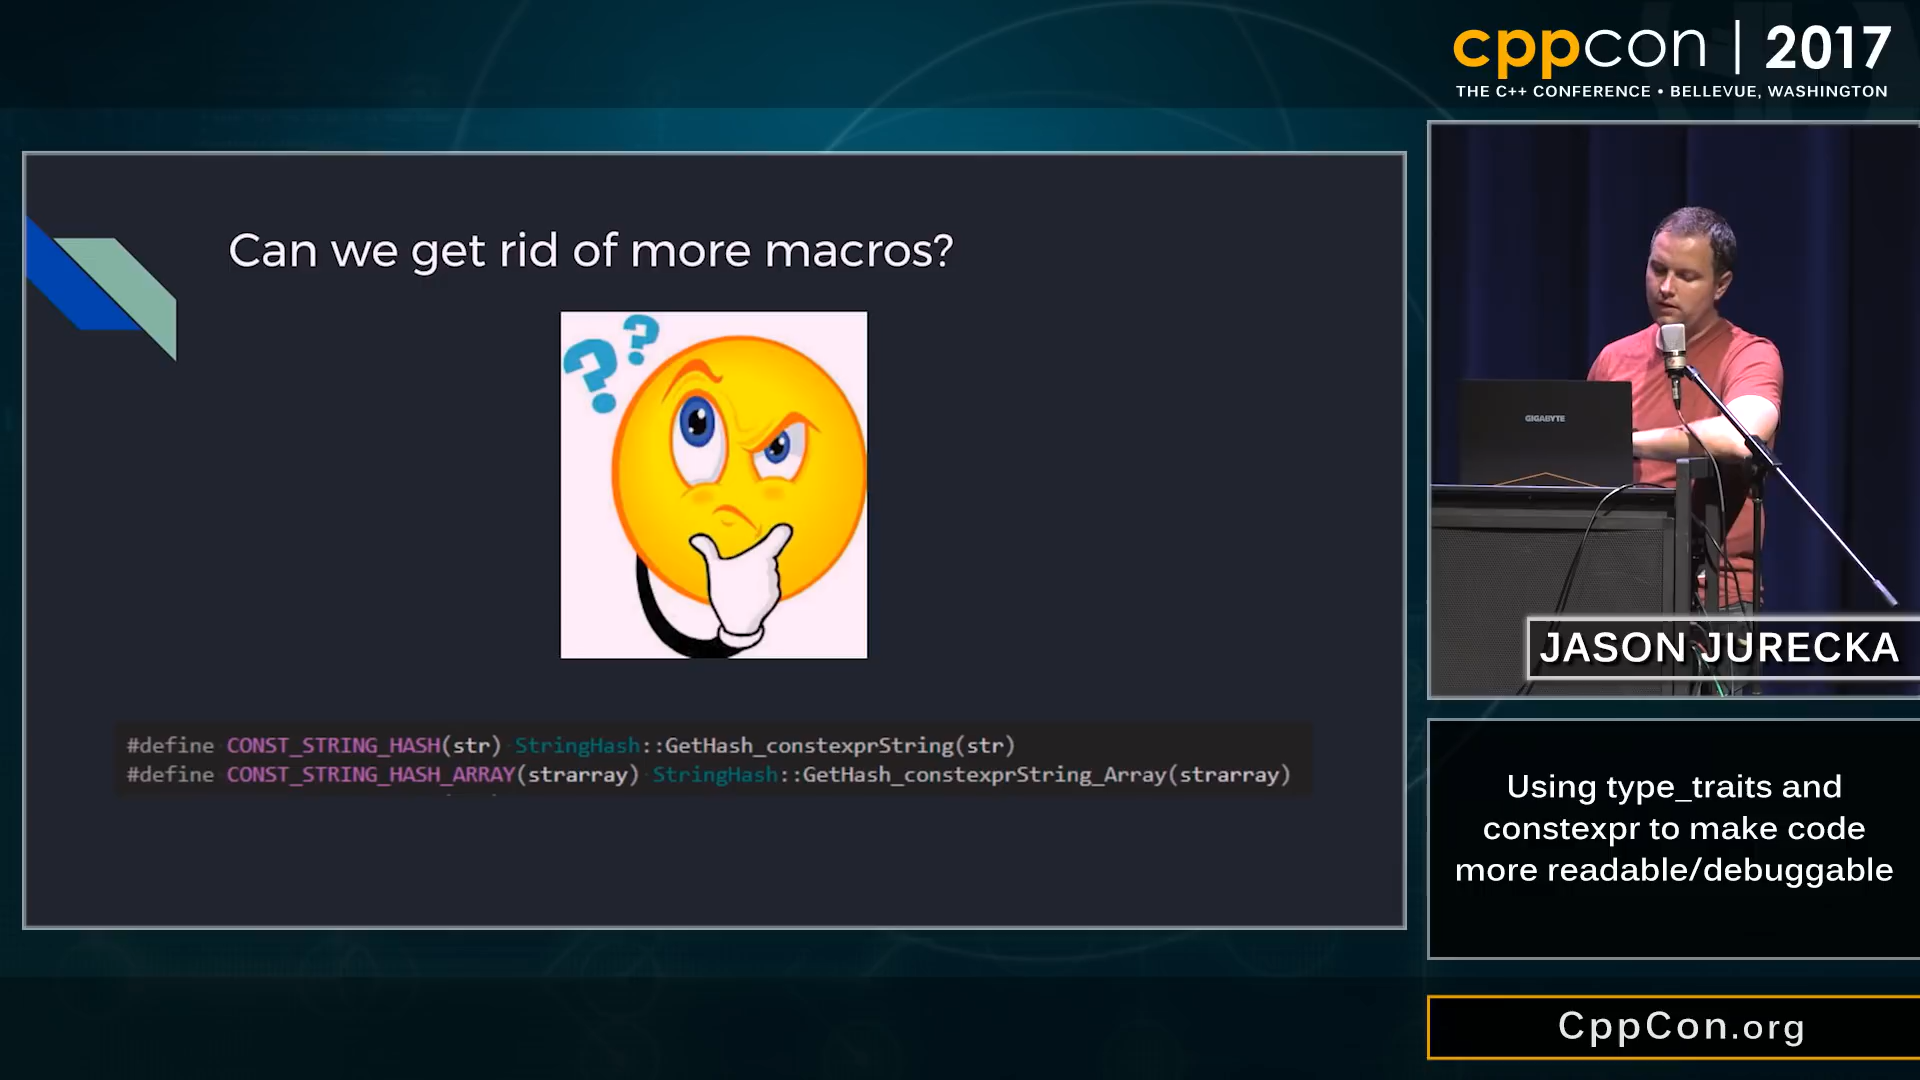 cppcon | 2017
THE C++ CONFERENCE • BELLEVUE, WASHINGTON
Can we get rid of more macros?
? ?
#define CONST_STRING_HASH(str) StringHash::GetHash_constexprString(str)
#define CONST_STRING_HASH_ARRAY(strarray) StringHash::GetHash_constexprString_Array(strarray)
GIGABYTE
JASON JURECKA
Using type_traits and
constexpr to make code
more readable/debuggable
CppCon.org